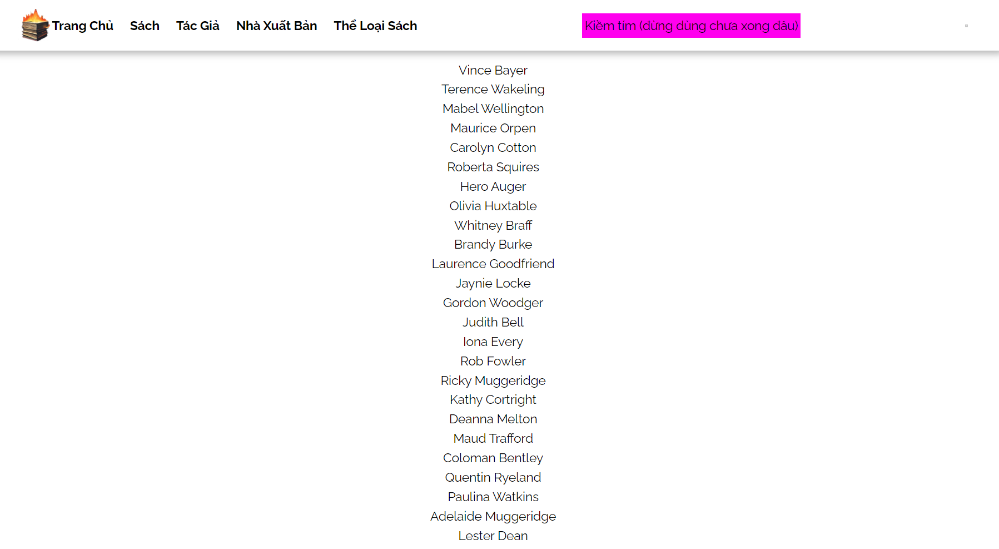 Trang Chủ Sách Tác Giả Nhà Xuất Bản Thể Loại Sách Kiềm tím (đừng dùng chưa xong đâu)
Vince Bayer
Terence Wakeling
Mabel Wellington
Maurice Orpen
Carolyn Cotton
Roberta Squires
Hero Auger
Olivia Huxtable
Whitney Braff
Brandy Burke
Laurence Goodfriend
Jaynie Locke
Gordon Woodger
Judith Bell
Iona Every
Rob Fowler
Ricky Muggeridge
Kathy Cortright
Deanna Melton
Maud Trafford
Coloman Bentley
Quentin Ryeland
Paulina Watkins
Adelaide Muggeridge
Lester Dean